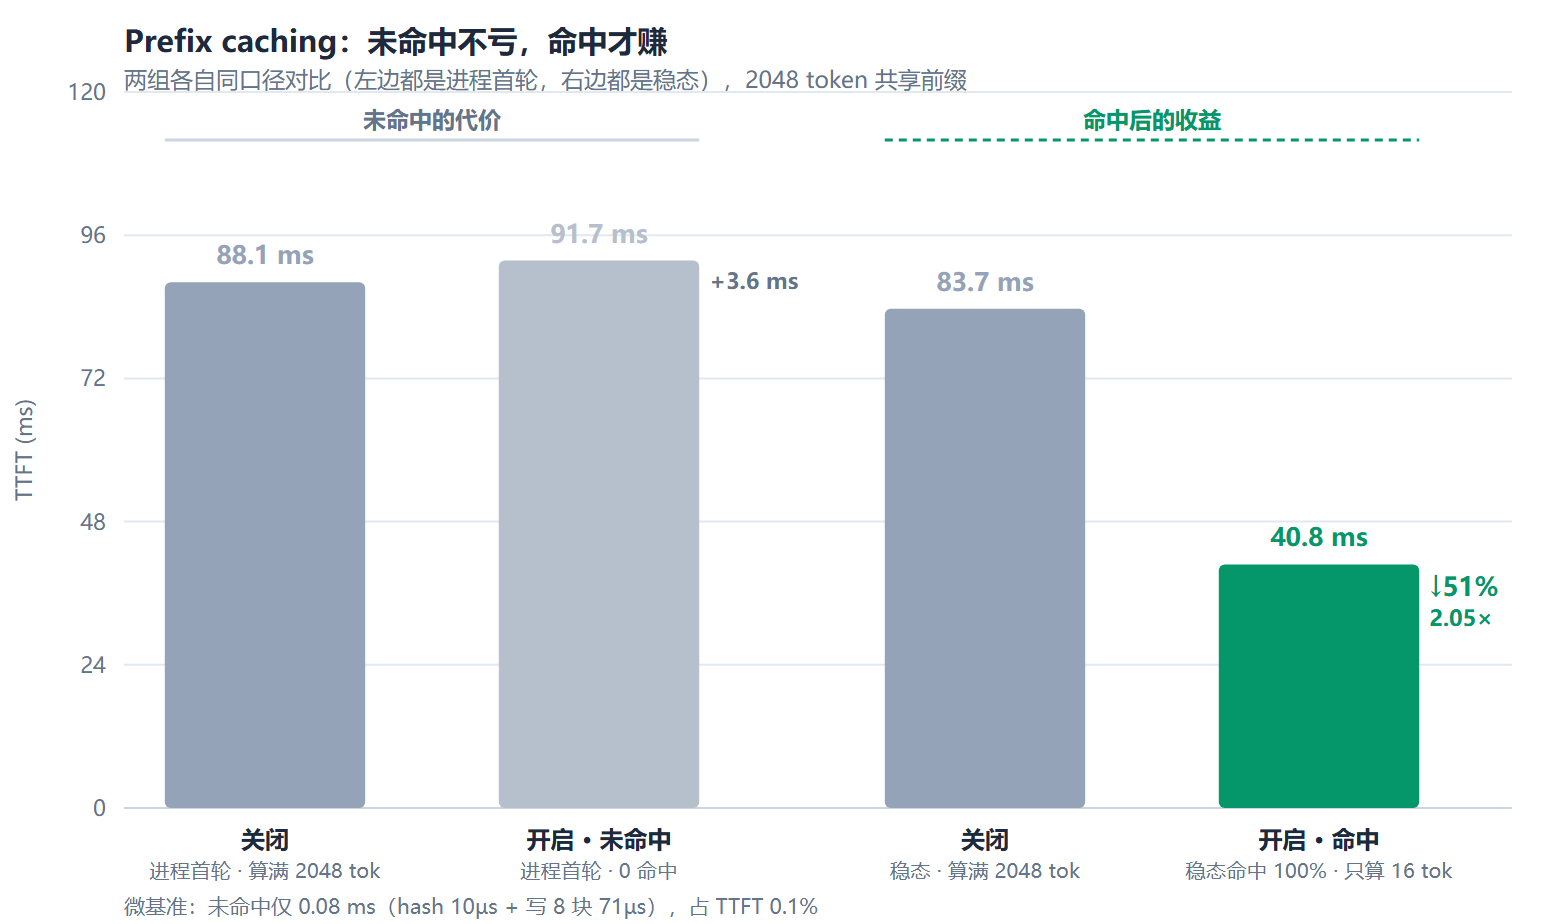 Prefix caching：未命中不亏，命中才赚
两组各自同口径对比（左边都是进程首轮，右边都是稳态），2048 token 共享前缀
120
未命中的代价
命中后的收益
96
88.1 ms
91.7 ms
+3.6 ms
83.7 ms
72
TTFT (ms)
48
40.8 ms
↓51%
2.05×
24
0
关闭
开启·未命中
关闭
开启·命中
进程首轮 · 算满 2048 tok
进程首轮 · 0 命中
稳态 · 算满 2048 tok
稳态命中 100% · 只算 16 tok
微基准：未命中仅 0.08 ms（hash 10μs + 写 8 块 71μs），占 TTFT 0.1%